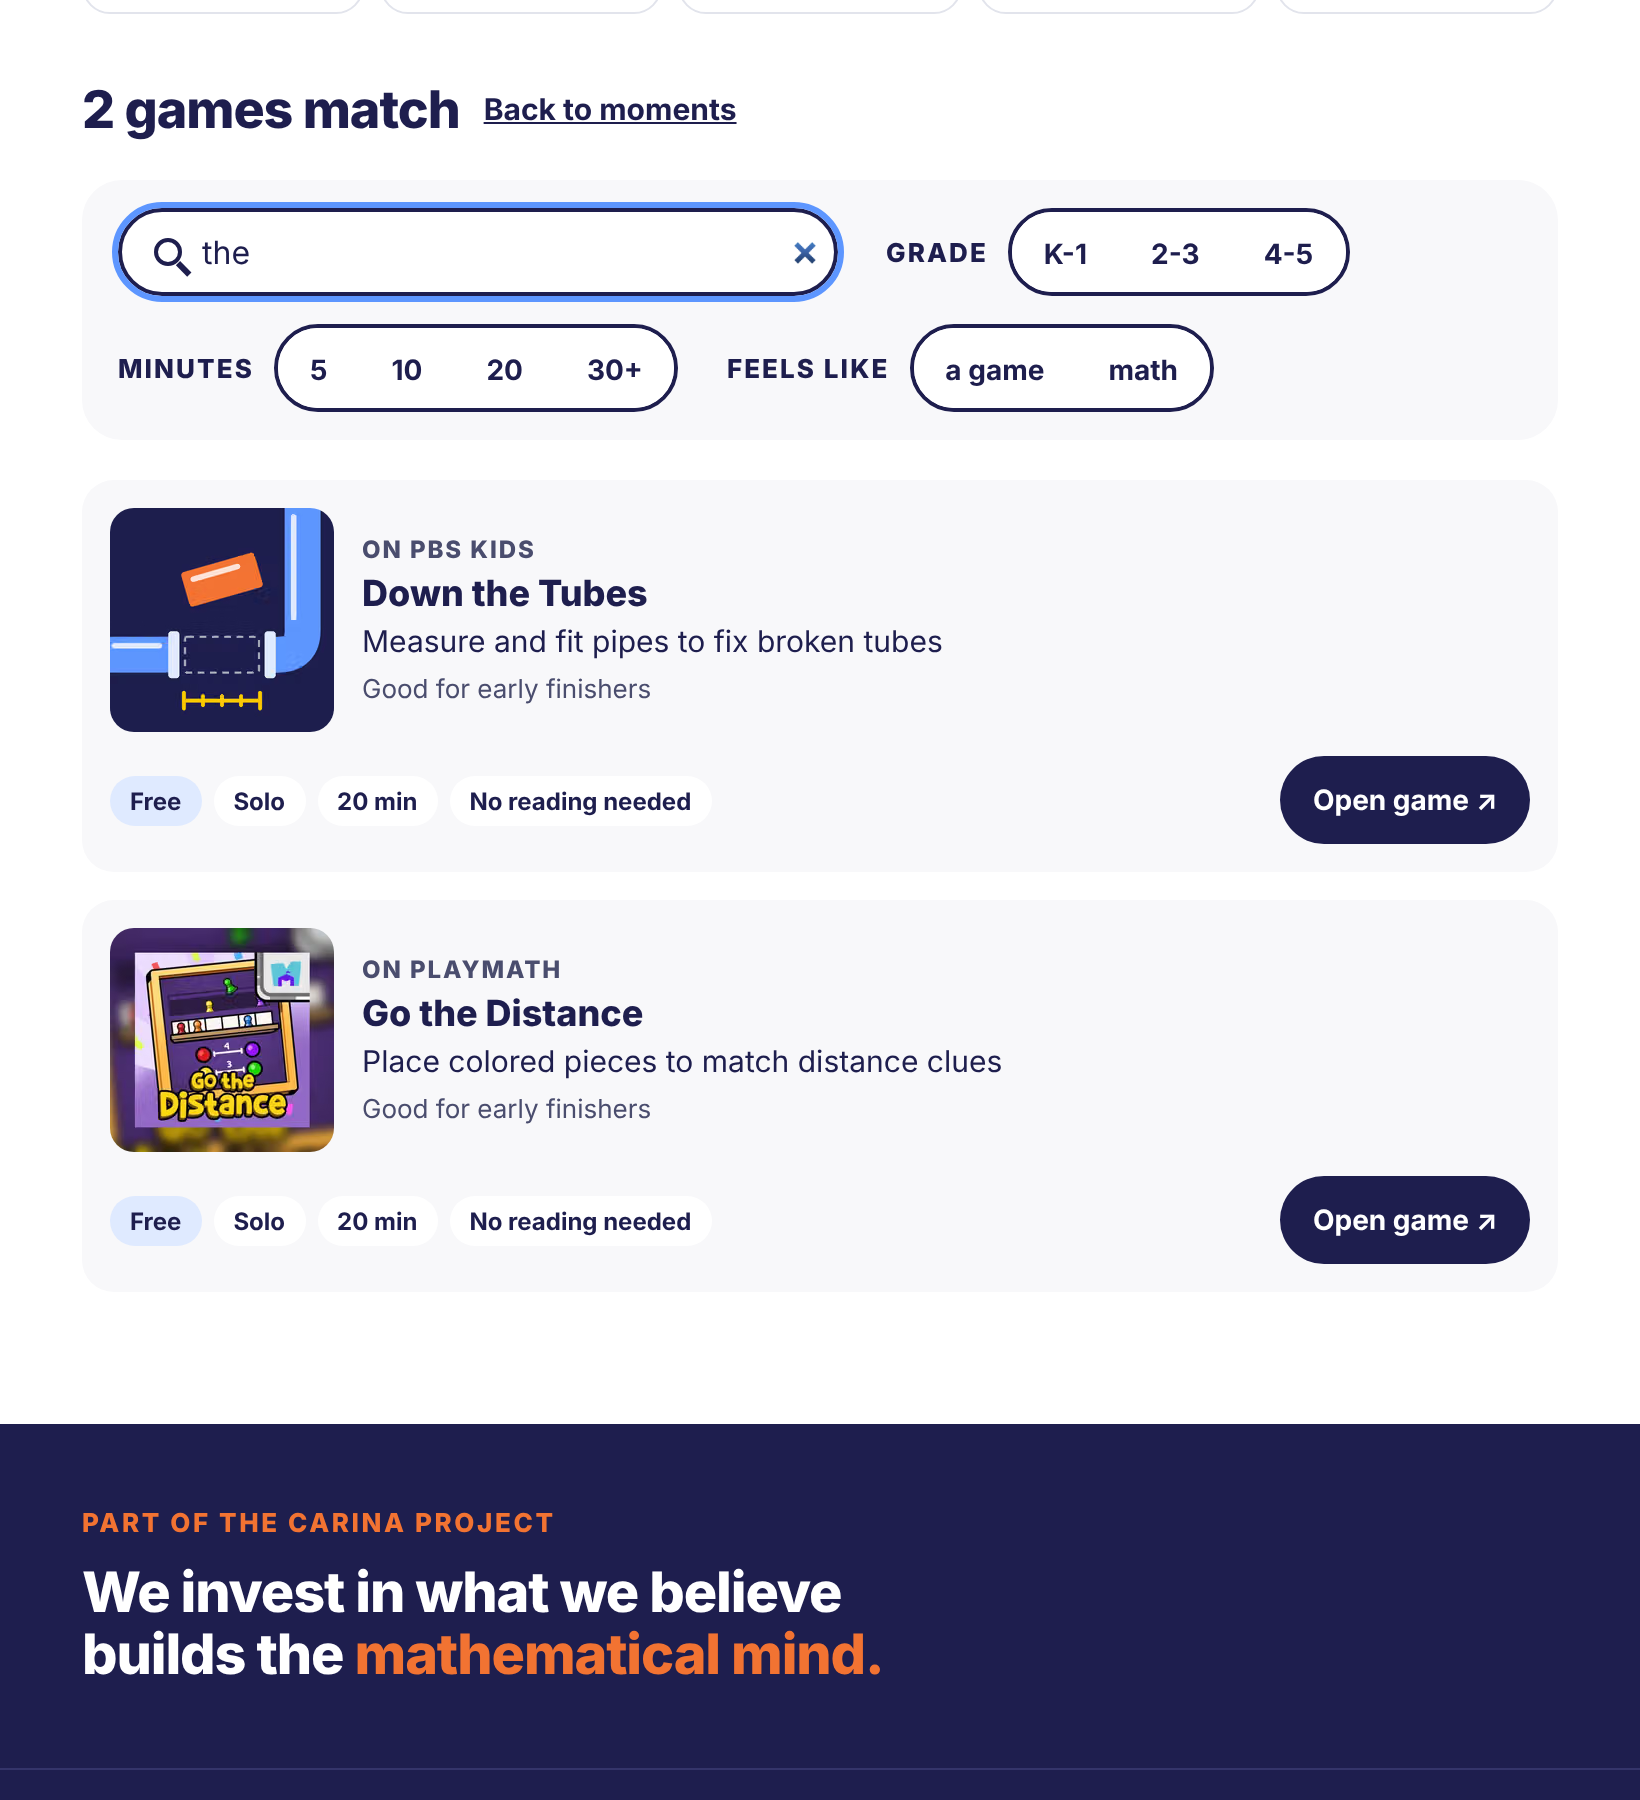 2 games match Back to moments
the
GRADE K-1 2-3 4-5
MINUTES 5 10 20 30+ FEELS LIKE a game math
ON PBS KIDS
Down the Tubes
Measure and fit pipes to fix broken tubes
Good for early finishers
Free Solo 20 min No reading needed Open game
4
3
Go the
Distance
ON PLAYMATH
Go the Distance
Place colored pieces to match distance clues
Good for early finishers
Free Solo 20 min No reading needed Open game
PART OF THE CARINA PROJECT
We invest in what we believe
builds the mathematical mind.